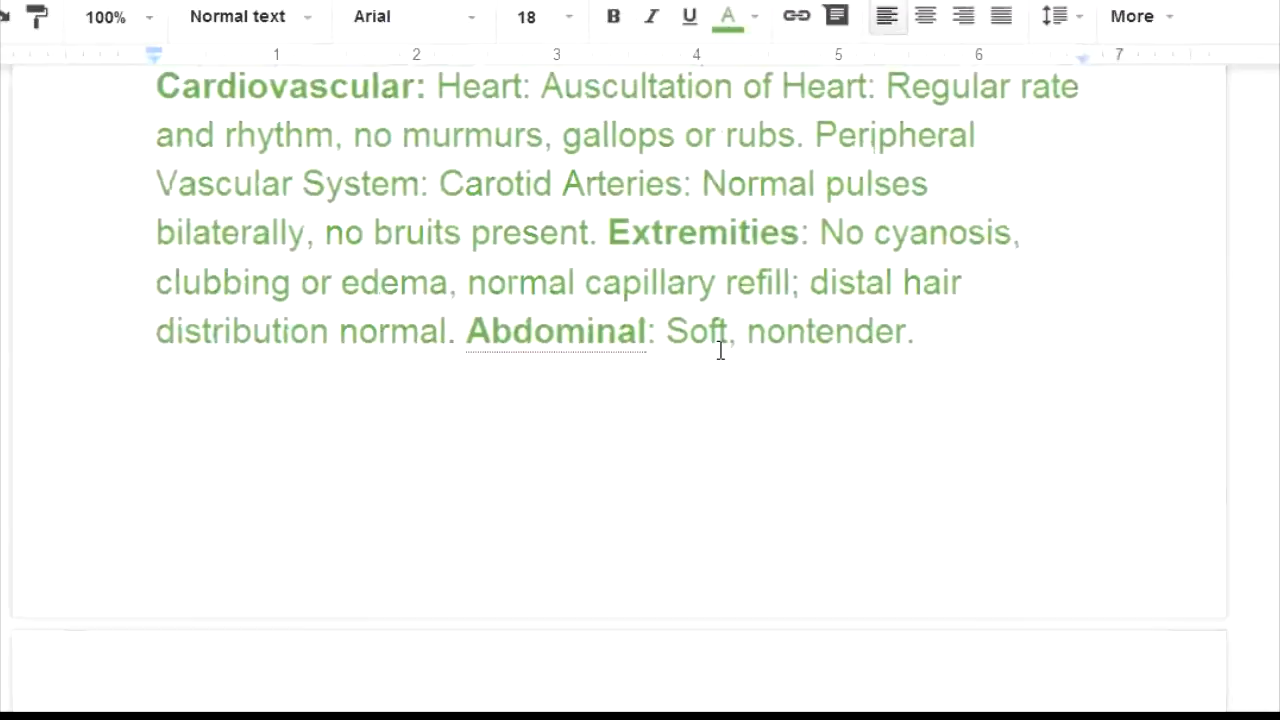 100% Normal text Arial 18 B I U A More
1 2 3 4 5 6 7
Cardiovascular: Heart: Auscultation of Heart: Regular rate
and rhythm, no murmurs, gallops or rubs. Peripheral
Vascular System: Carotid Arteries: Normal pulses
bilaterally, no bruits present. Extremities: No cyanosis,
clubbing or edema, normal capillary refill; distal hair
distribution normal. Abdominal: Soft, nontender.